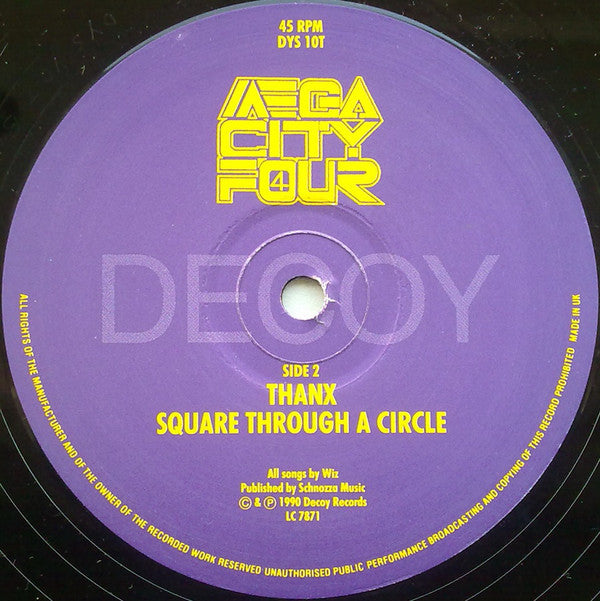 45 RPM
DYS 10T
MEGA
CITY
FOUR
4
DECOY
SIDE 2
THANX
SQUARE THROUGH A CIRCLE
All songs by Wiz
Published by Schnozza Music
© & ℗ 1990 Decoy Records
LC 7871
ALL RIGHTS OF THE MANUFACTURER AND OF THE OWNER OF THE RECORDED WORK RESERVED UNAUTHORISED PUBLIC PERFORMANCE BROADCASTING AND COPYING OF THIS RECORD PROHIBITED MADE IN UK